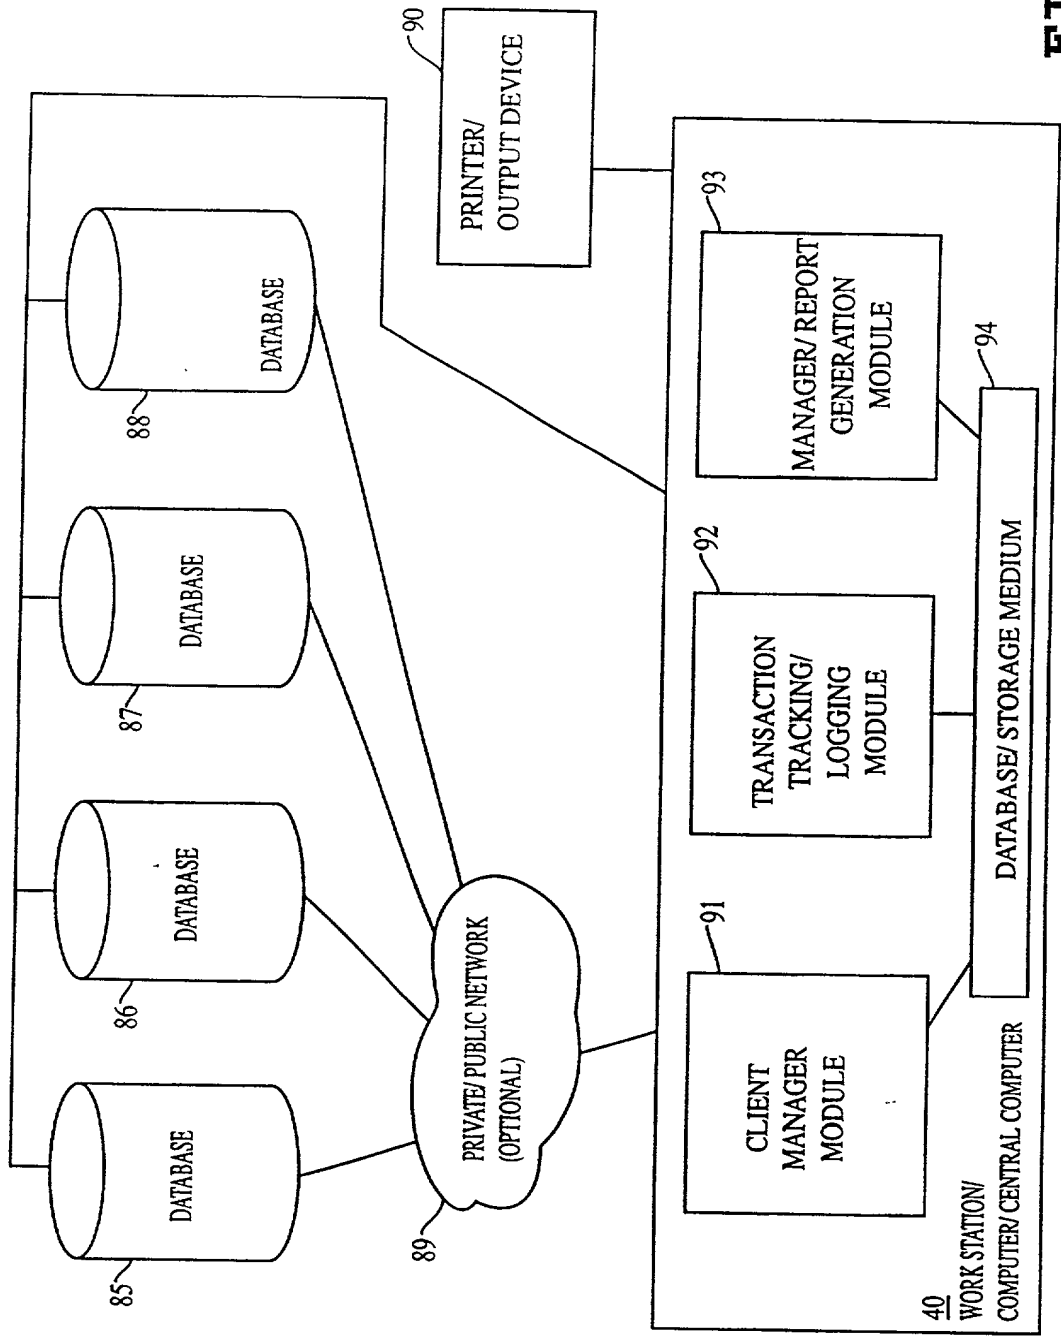 85
DATABASE
86
DATABASE
87
DATABASE
88
DATABASE
89
PRIVATE/ PUBLIC NETWORK
(OPTIONAL)
90
PRINTER/
OUTPUT DEVICE
91
CLIENT
MANAGER
MODULE
92
TRANSACTION
TRACKING/
LOGGING
MODULE
93
MANAGER/ REPORT
GENERATION
MODULE
94
DATABASE/ STORAGE MEDIUM
40
WORK STATION/
COMPUTER/ CENTRAL COMPUTER